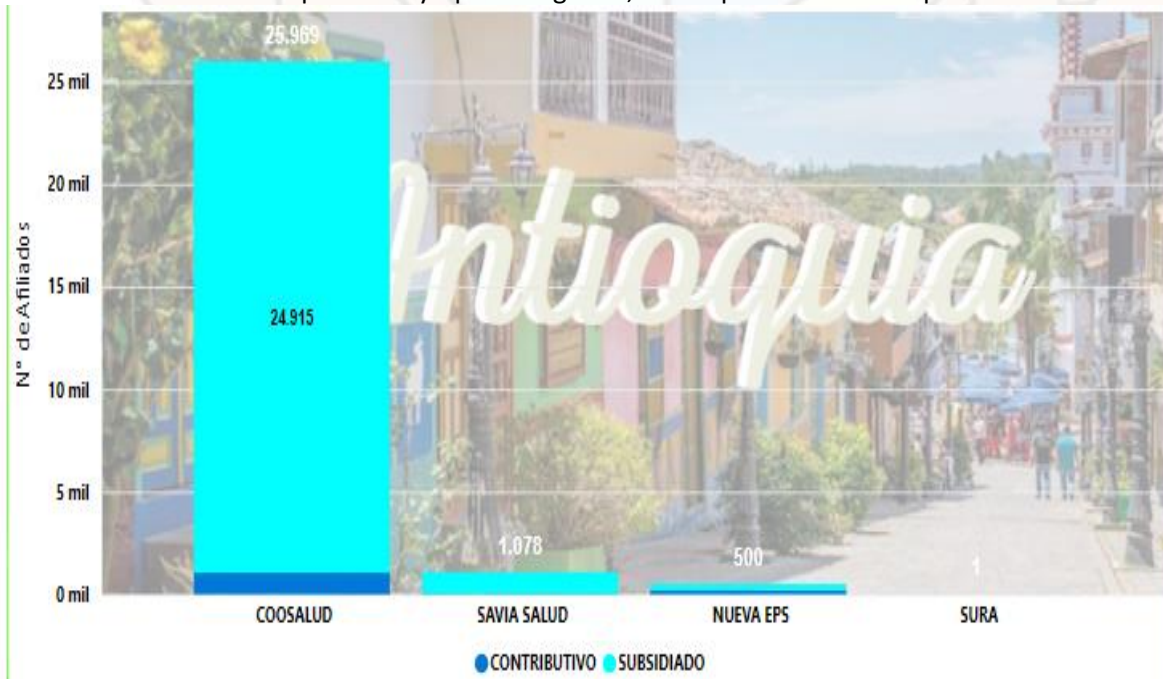 25.969
25 mil
20 mil
Antioquia
15 mil
24.915
10 mil
5 mil
1.078
500
1
0 mil
N° de Afiliados
COOSALUD
SAVIA SALUD
NUEVA EPS
SURA
CONTRIBUTIVO
SUBSIDIADO